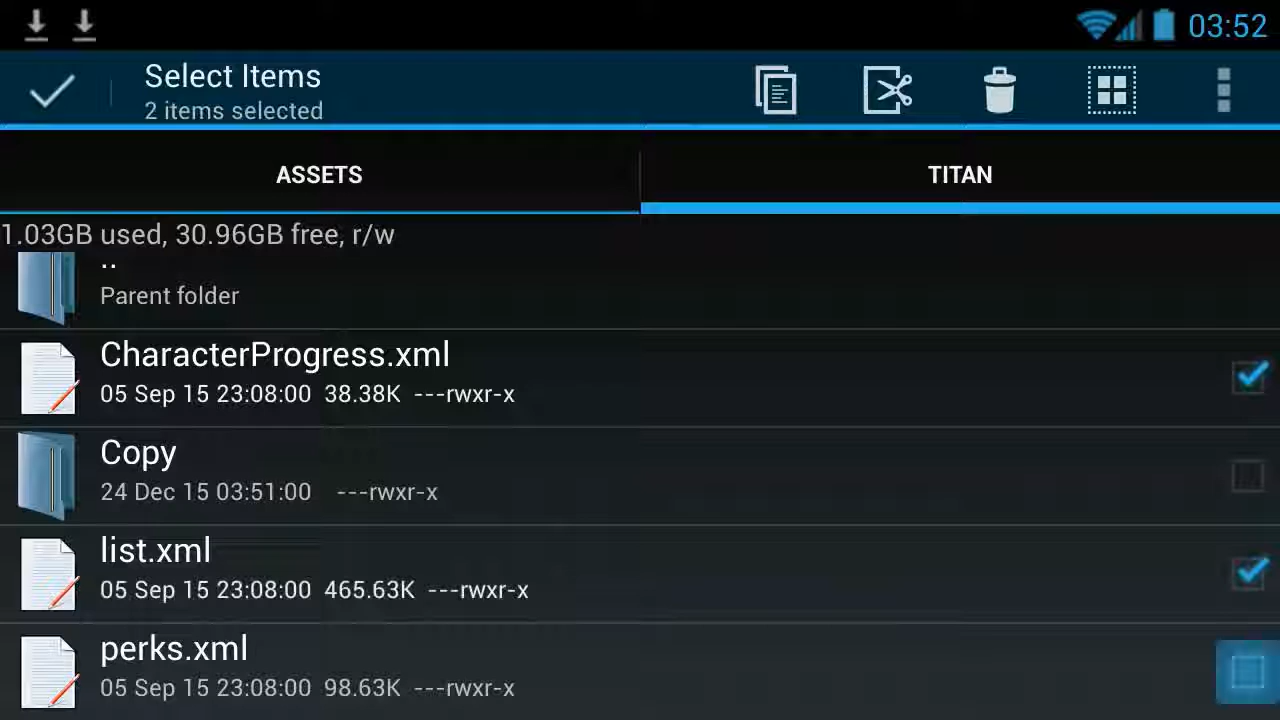 03:52
Select Items
2 items selected
ASSETS
TITAN
1.03GB used, 30.96GB free, r/w
..
Parent folder
CharacterProgress.xml
05 Sep 15 23:08:00 38.38K ---rwxr-x
Copy
24 Dec 15 03:51:00 ---rwxr-x
list.xml
05 Sep 15 23:08:00 465.63K ---rwxr-x
perks.xml
05 Sep 15 23:08:00 98.63K ---rwxr-x